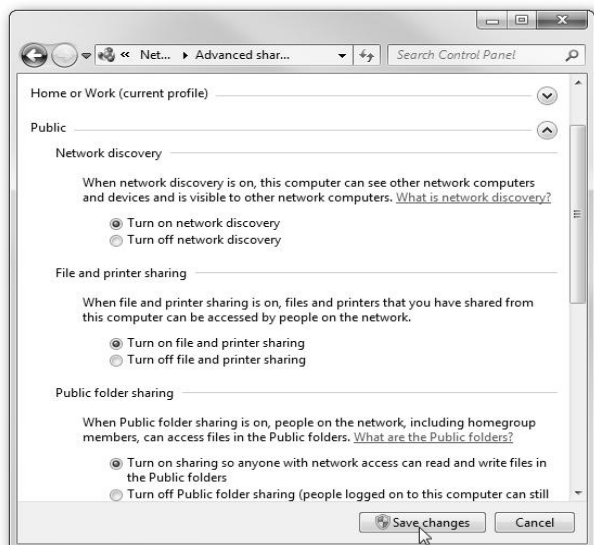 Net... Advanced shar... Search Control Panel
Home or Work (current profile)
Public
Network discovery
When network discovery is on, this computer can see other network computers
and devices and is visible to other network computers. What is network discovery?
Turn on network discovery
Turn off network discovery
File and printer sharing
When file and printer sharing is on, files and printers that you have shared from
this computer can be accessed by people on the network.
Turn on file and printer sharing
Turn off file and printer sharing
Public folder sharing
When Public folder sharing is on, people on the network, including homegroup
members, can access files in the Public folders. What are the Public folders?
Turn on sharing so anyone with network access can read and write files in
the Public folders
Turn off Public folder sharing (people logged on to this computer can still
Save changes Cancel